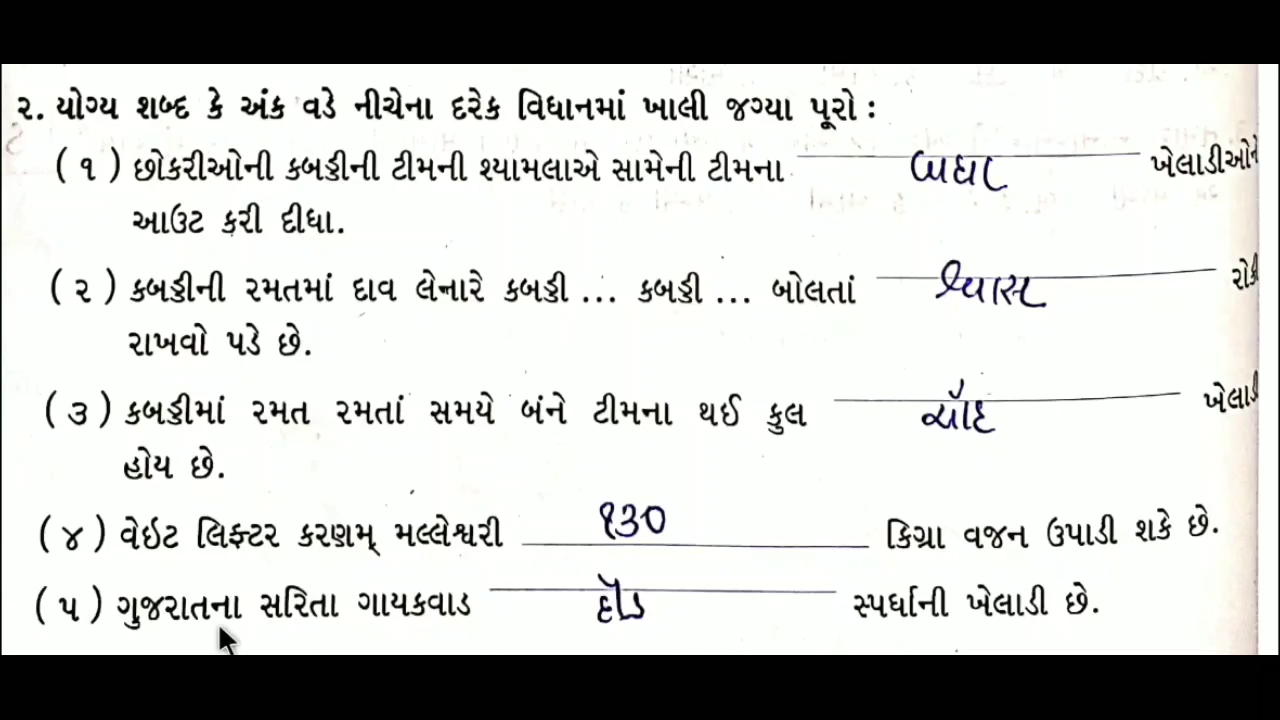 ૨. યોગ્ય શબ્દ કે અંક વડે નીચેના દરેક વિધાનમાં ખાલી જગ્યા પૂરો :
(૧) છોકરીઓની કબડ્ડીની ટીમની શ્યામલાએ સામેની ટીમના બધા ખેલાડીઓને
આઉટ કરી દીધા.
(૨) કબડ્ડીની રમતમાં દાવ લેનારે કબડ્ડી ... કબડ્ડી ... બોલતાં શ્વાસ રોકી
રાખવો પડે છે.
(૩) કબડ્ડીમાં રમત રમતાં સમયે બંને ટીમના થઈ કુલ ચૌદ ખેલાડી
હોય છે.
(૪) વેઇટ લિફ્ટર કરણમ્ મલ્લેશ્વરી ૧૩૦ કિગ્રા વજન ઉપાડી શકે છે.
(૫) ગુજરાતના સરિતા ગાયકવાડ દોડ સ્પર્ધાની ખેલાડી છે.